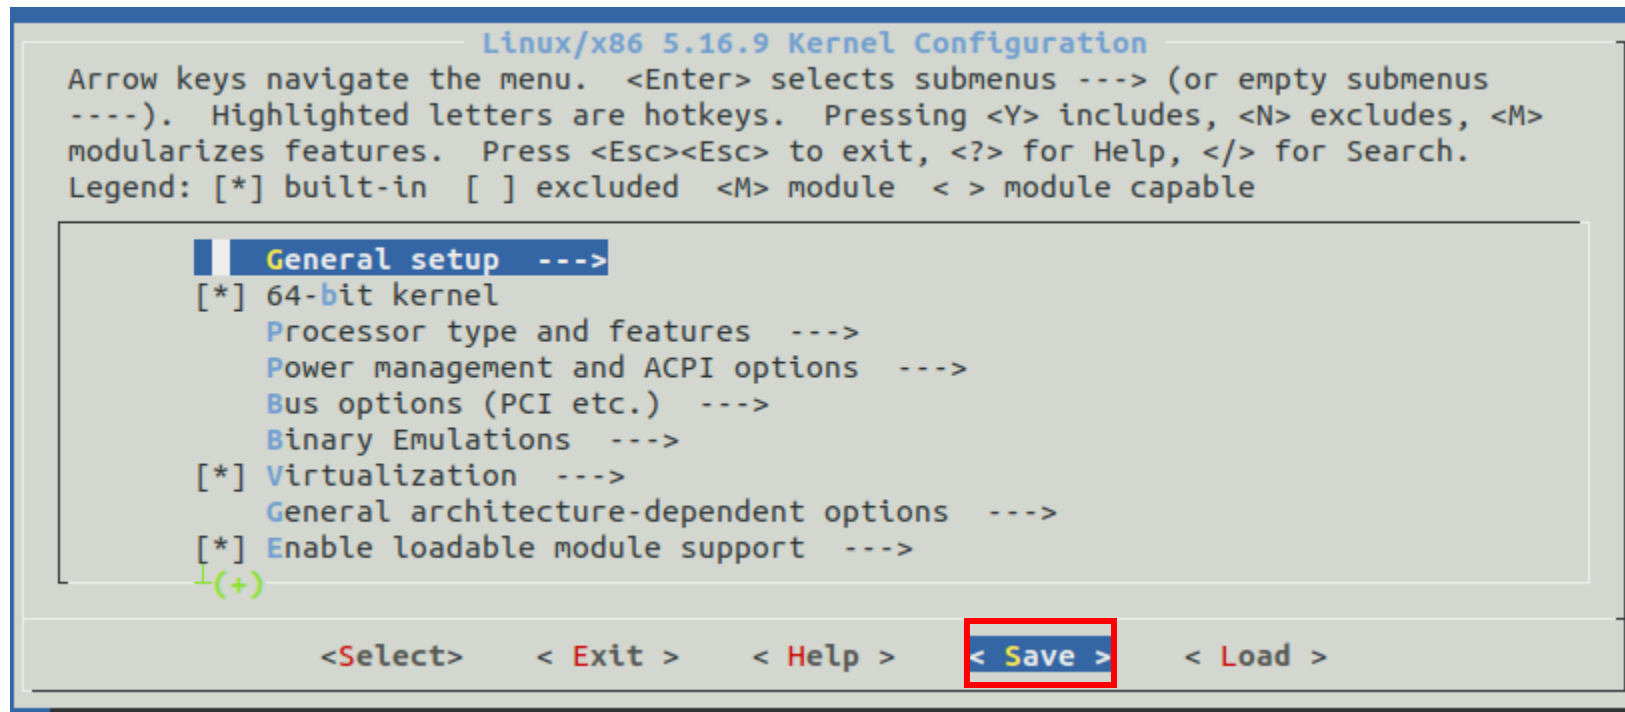 Linux/x86 5.16.9 Kernel Configuration
Arrow keys navigate the menu.  <Enter> selects submenus ---> (or empty submenus
----).  Highlighted letters are hotkeys.  Pressing <Y> includes, <N> excludes, <M>
modularizes features.  Press <Esc><Esc> to exit, <?> for Help, </> for Search.
Legend: [*] built-in  [ ] excluded  <M> module  < > module capable
General setup  --->
[*] 64-bit kernel
Processor type and features  --->
Power management and ACPI options  --->
Bus options (PCI etc.)  --->
Binary Emulations  --->
[*] Virtualization  --->
General architecture-dependent options  --->
[*] Enable loadable module support  --->
┴(+)
<Select>    < Exit >    < Help >    < Save >    < Load >